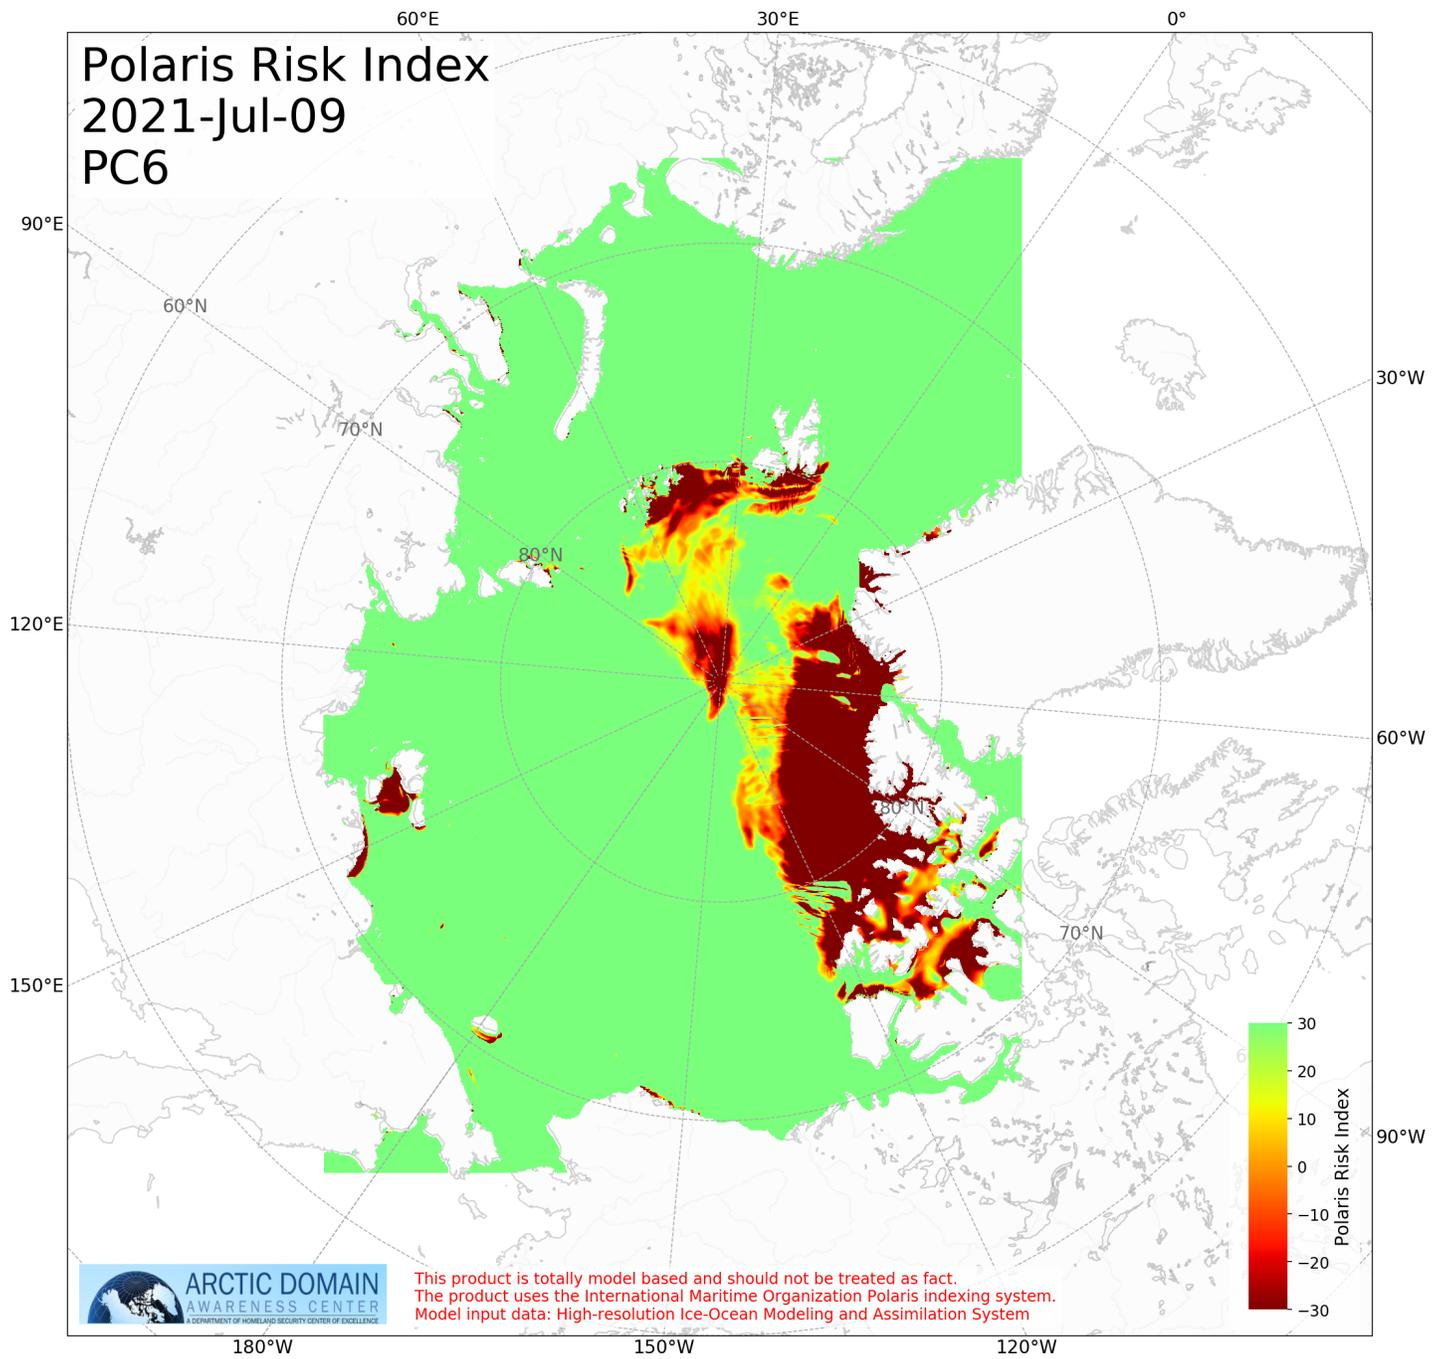 60°E
30°E
0°
Polaris Risk Index
2021-Jul-09
PC6
90°E
60°N
30°W
70°N
80°N
120°E
60°W
80°N
70°N
150°E
30
20
10
0
−10
−20
−30
Polaris Risk Index
90°W
ARCTIC DOMAIN
AWARENESS CENTER
A DEPARTMENT OF HOMELAND SECURITY CENTER OF EXCELLENCE
This product is totally model based and should not be treated as fact.
The product uses the International Maritime Organization Polaris indexing system.
Model input data: High-resolution Ice-Ocean Modeling and Assimilation System
180°W
150°W
120°W